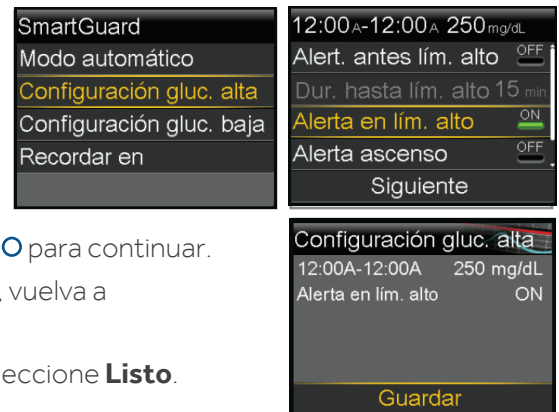 SmartGuard
Modo automático
Configuración gluc. alta
Configuración gluc. baja
Recordar en
12:00A-12:00A 250 mg/dL
Alert. antes lím. alto OFF
Dur. hasta lím. alto 15 min
Alerta en lím. alto ON
Alerta ascenso OFF
Siguiente
para continuar.
, vuelva a
eccione Listo.
Configuración gluc. alta
12:00A-12:00A 250 mg/dL
Alerta en lím. alto ON
Guardar